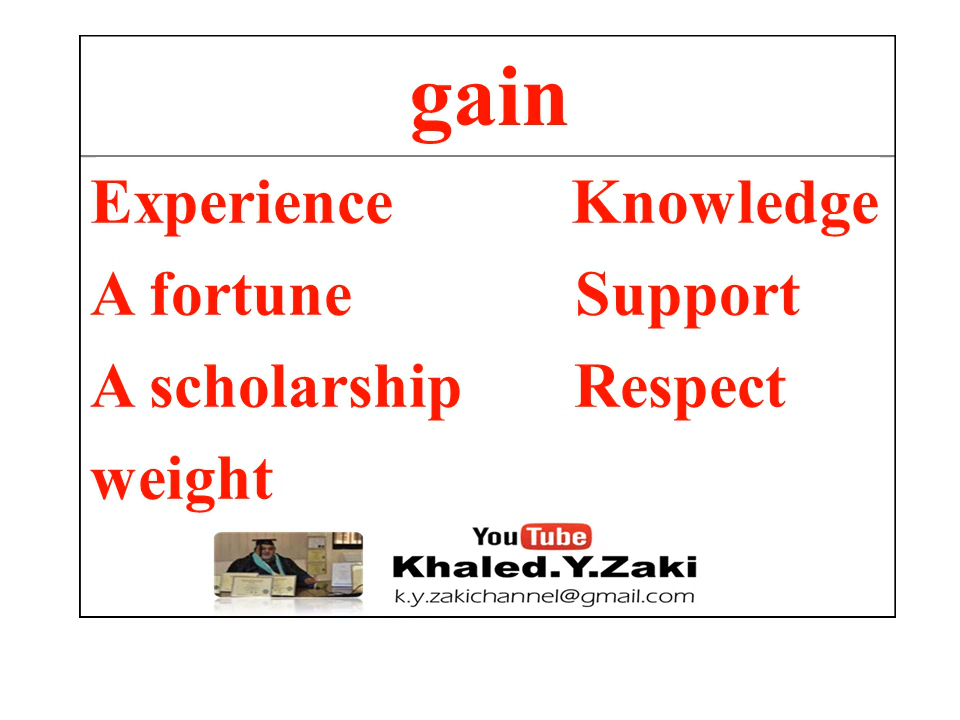 gain
Experience Knowledge
A fortune Support
A scholarship Respect
weight
YouTube
Khaled.Y.Zaki
k.y.zakichannel@gmail.com